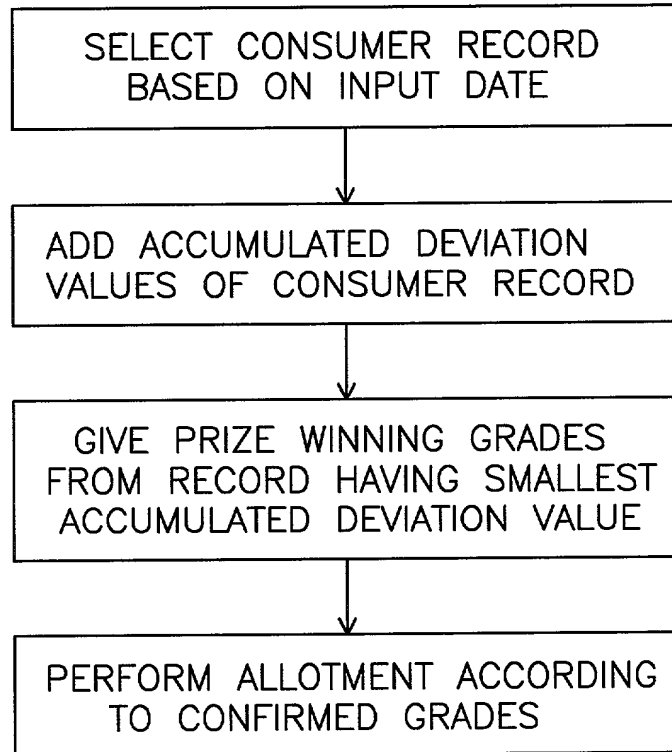 SELECT CONSUMER RECORD
BASED ON INPUT DATE
ADD ACCUMULATED DEVIATION
VALUES OF CONSUMER RECORD
GIVE PRIZE WINNING GRADES
FROM RECORD HAVING SMALLEST
ACCUMULATED DEVIATION VALUE
PERFORM ALLOTMENT ACCORDING
TO CONFIRMED GRADES